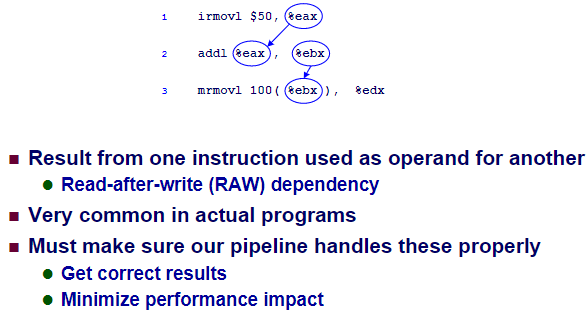 1 irmovl $50, %eax
2 addl %eax , %ebx
3 mrmovl 100( %ebx ), %edx
Result from one instruction used as operand for another
Read-after-write (RAW) dependency
Very common in actual programs
Must make sure our pipeline handles these properly
Get correct results
Minimize performance impact